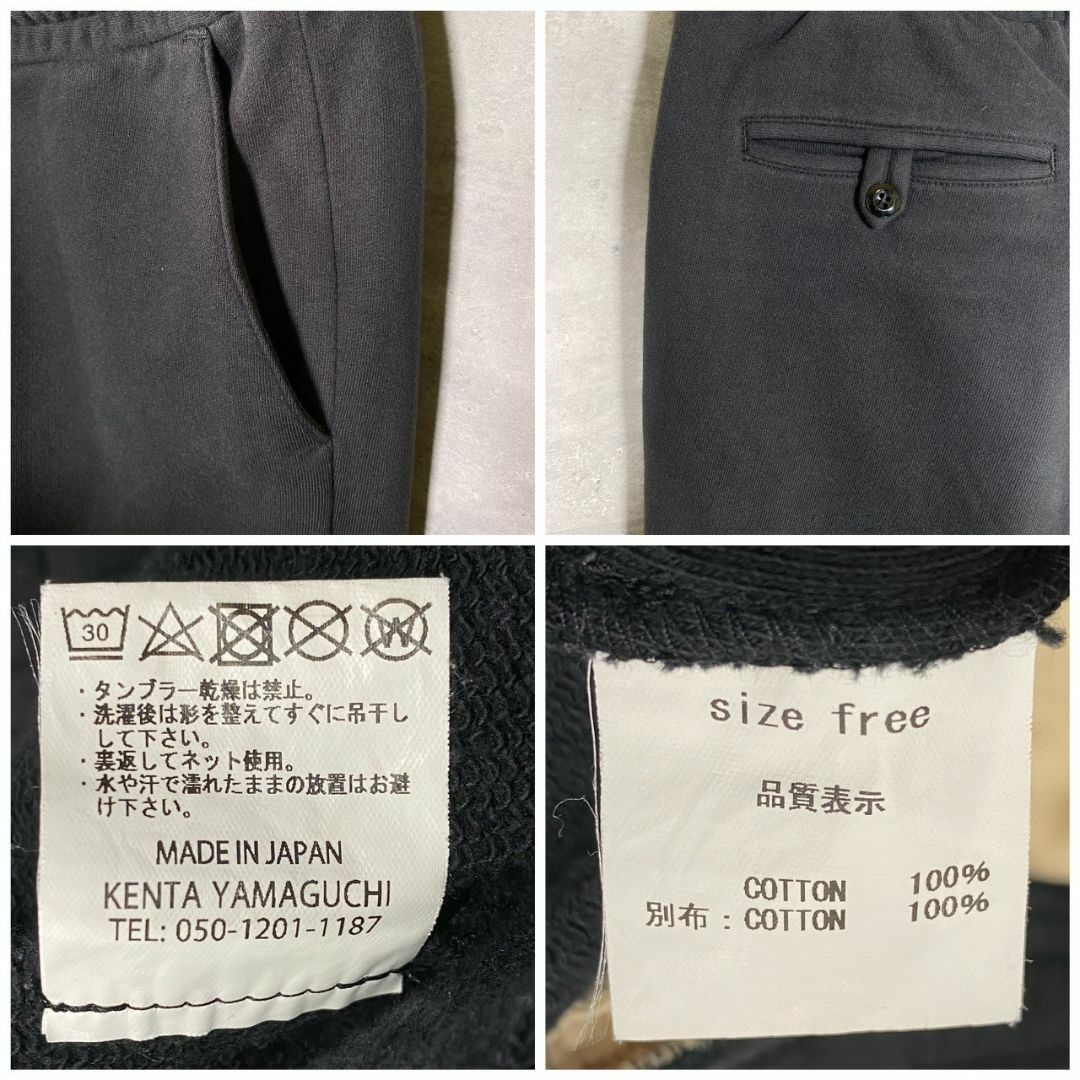 30
W
・タンブラー乾燥は禁止。
・洗濯後は形を整えてすぐに吊干し
して下さい。
・裏返してネット使用。
・水や汗で濡れたままの放置はお避
け下さい。
MADE IN JAPAN
KENTA YAMAGUCHI
TEL: 050-1201-1187
size free
品質表示
COTTON 100%
別布：COTTON 100%